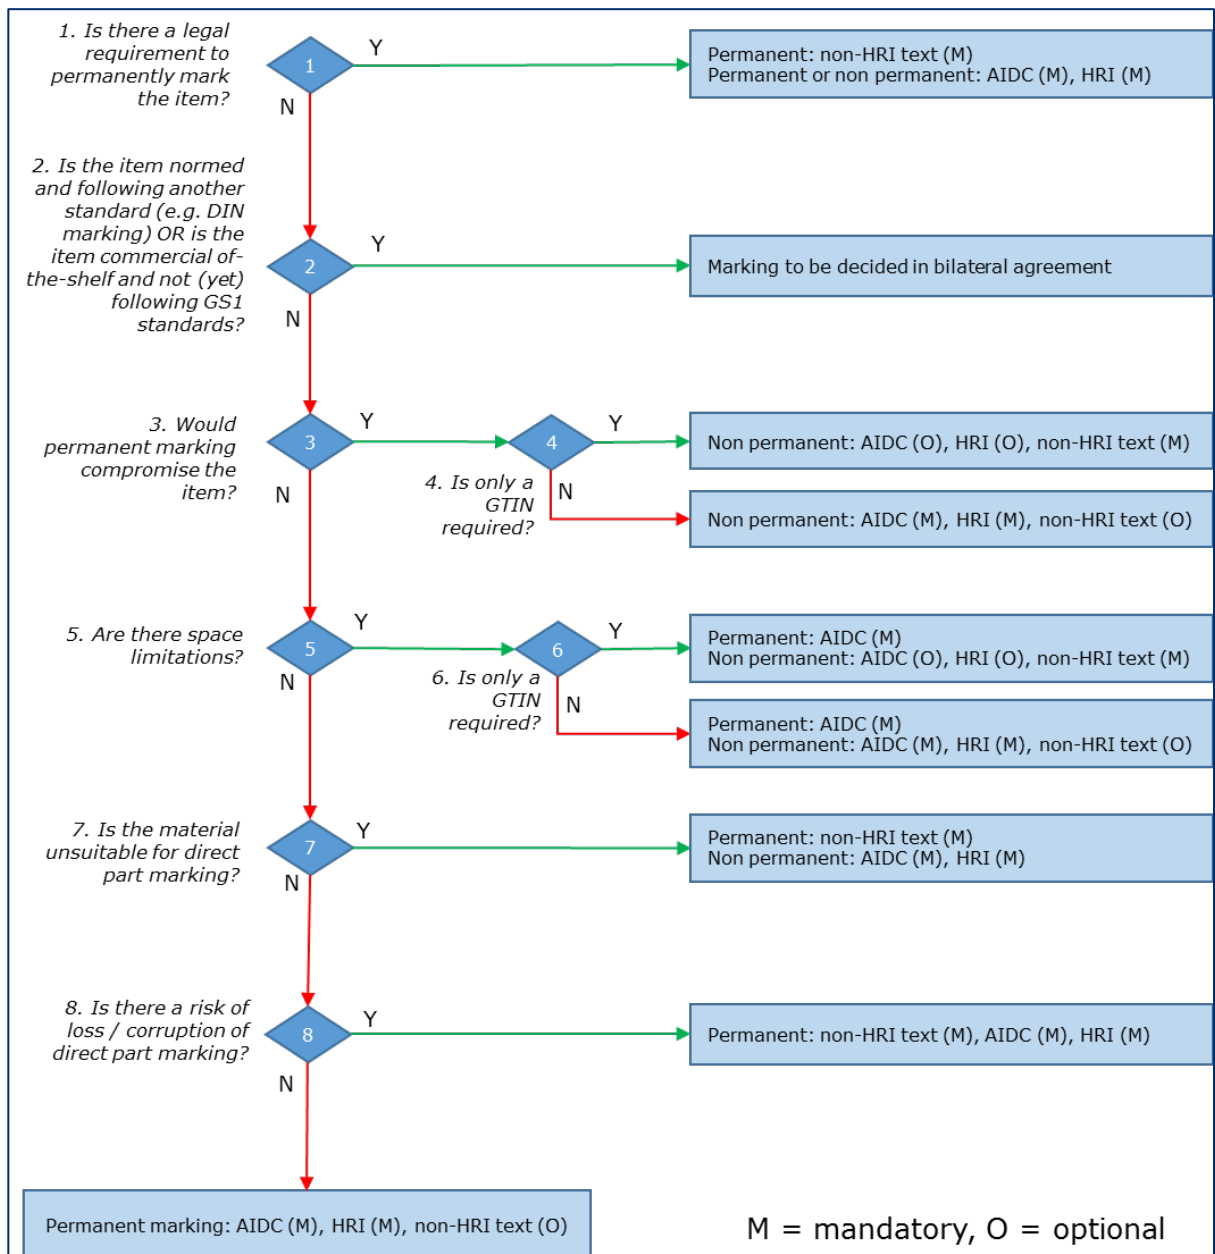 1. Is there a legal
requirement to
permanently mark
the item?
1
Y
N
Permanent: non-HRI text (M)
Permanent or non permanent: AIDC (M), HRI (M)
2. Is the item normed
and following another
standard (e.g. DIN
marking) OR is the
item commercial of-
the-shelf and not (yet)
following GS1
standards?
2
Y
N
Marking to be decided in bilateral agreement
3. Would
permanent marking
compromise the
item?
3
Y
N
4
Y
N
4. Is only a
GTIN
required?
Non permanent: AIDC (O), HRI (O), non-HRI text (M)
Non permanent: AIDC (M), HRI (M), non-HRI text (O)
5. Are there space
limitations?
5
Y
N
6
Y
N
6. Is only a
GTIN
required?
Permanent: AIDC (M)
Non permanent: AIDC (O), HRI (O), non-HRI text (M)
Permanent: AIDC (M)
Non permanent: AIDC (M), HRI (M), non-HRI text (O)
7. Is the material
unsuitable for direct
part marking?
7
Y
N
Permanent: non-HRI text (M)
Non permanent: AIDC (M), HRI (M)
8. Is there a risk of
loss / corruption of
direct part marking?
8
Y
N
Permanent: non-HRI text (M), AIDC (M), HRI (M)
Permanent marking: AIDC (M), HRI (M), non-HRI text (O)
M = mandatory, O = optional